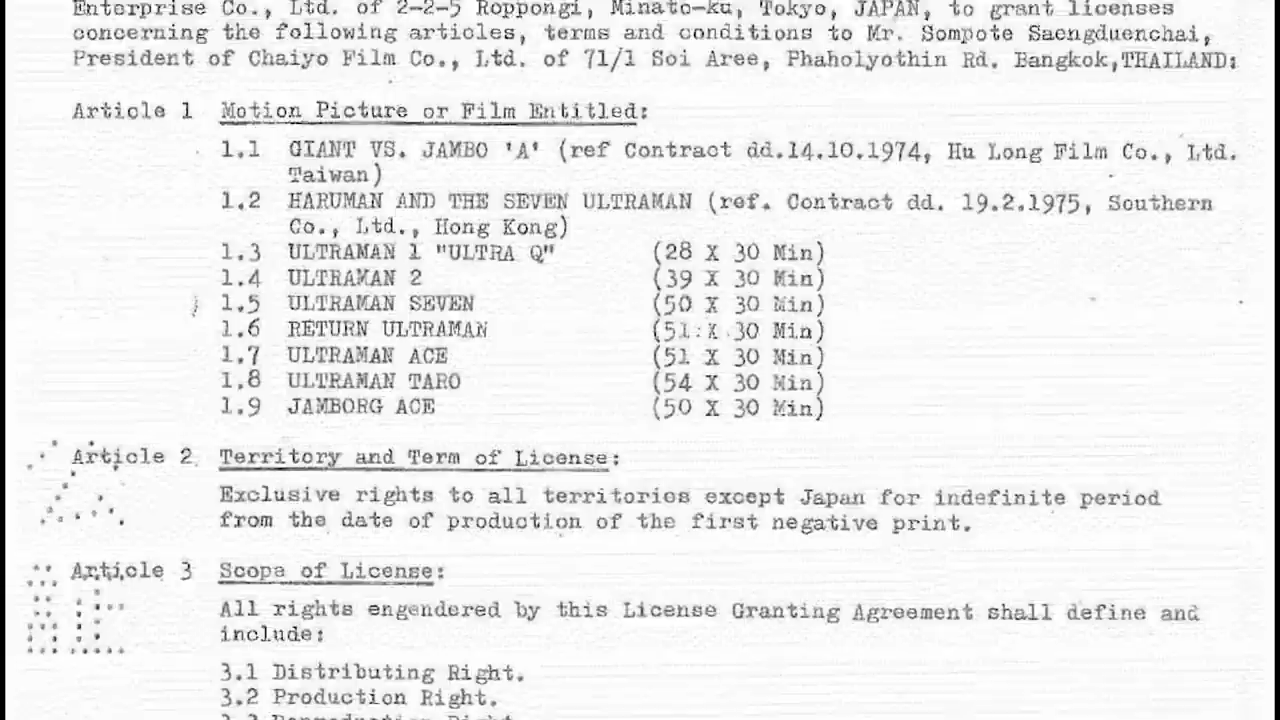 Enterprise Co., Ltd. of 2-2-5 Roppongi, Minato-ku, Tokyo, JAPAN, to grant licenses
concerning the following articles, terms and conditions to Mr. Sompote Saengduenchai,
President of Chaiyo Film Co., Ltd. of 71/1 Soi Aree, Phaholyothin Rd. Bangkok,THAILAND:
Article 1 Motion Picture or Film Entitled:
1.1 GIANT VS. JAMBO 'A' (ref Contract dd.14.10.1974, Hu Long Film Co., Ltd.
Taiwan)
1.2 HARUMAN AND THE SEVEN ULTRAMAN (ref. Contract dd. 19.2.1975, Southern
Co., Ltd., Hong Kong)
1.3 ULTRAMAN 1 "ULTRA Q" (28 X 30 Min)
1.4 ULTRAMAN 2 (39 X 30 Min)
1.5 ULTRAMAN SEVEN (50 X 30 Min)
1.6 RETURN ULTRAMAN (51 X 30 Min)
1.7 ULTRAMAN ACE (51 X 30 Min)
1.8 ULTRAMAN TARO (54 X 30 Min)
1.9 JAMBORG ACE (50 X 30 Min)
Article 2 Territory and Term of License:
Exclusive rights to all territories except Japan for indefinite period
from the date of production of the first negative print.
Article 3 Scope of License:
All rights engendered by this License Granting Agreement shall define and
include:
3.1 Distributing Right.
3.2 Production Right.